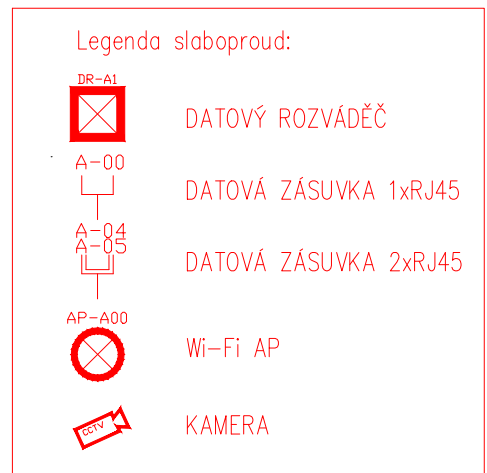 Legenda slaboproud:
DR-A1
DATOVÝ ROZVÁDĚČ
A-00
DATOVÁ ZÁSUVKA 1xRJ45
A-04
A-05
DATOVÁ ZÁSUVKA 2xRJ45
AP-A00
Wi-Fi AP
CCTV
KAMERA